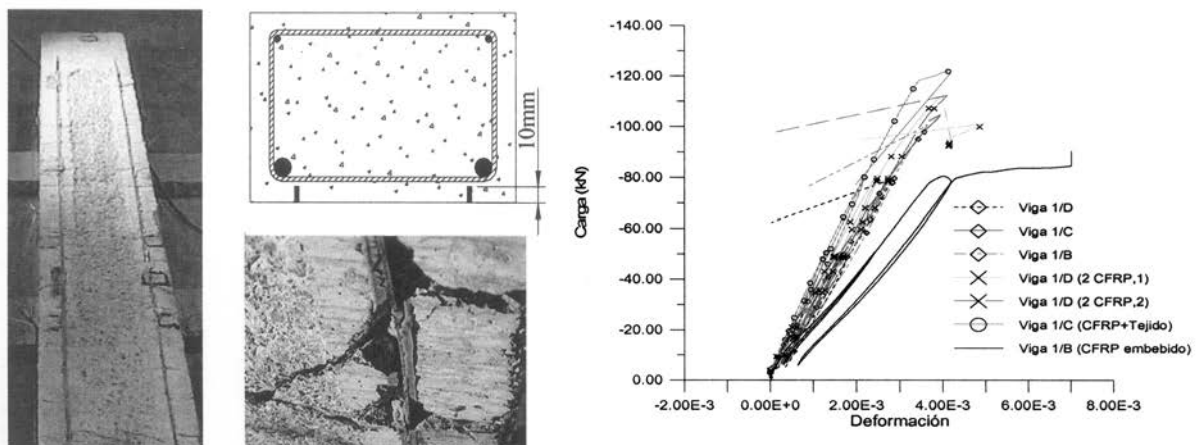 10mm
Carga (kN)
-140.00
-120.00
-100.00
-80.00
-60.00
-40.00
-20.00
0.00
-2.00E-3 0.00E+0 2.00E-3 4.00E-3 6.00E-3 8.00E-3
Deformación
Viga 1/D
Viga 1/C
Viga 1/B
Viga 1/D (2 CFRP,1)
Viga 1/D (2 CFRP,2)
Viga 1/C (CFRP+Tejido)
Viga 1/B (CFRP embebido)